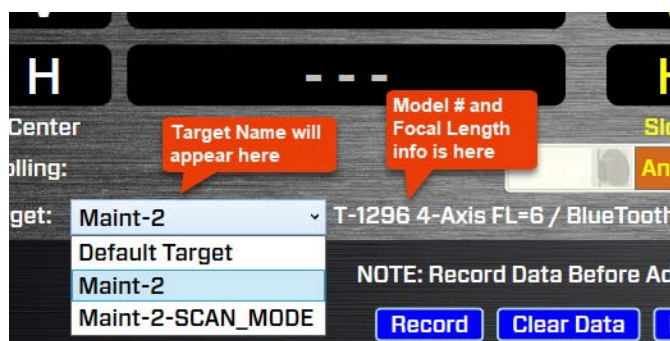 H
- - -
H
Center
Target Name will
appear here
Model # and
Focal Length
info is here
olling:
get: Maint-2
T-1296 4-Axis FL=6 / BlueTooth
Default Target
Maint-2
Maint-2-SCAN_MODE
NOTE: Record Data Before Ad
Record
Clear Data